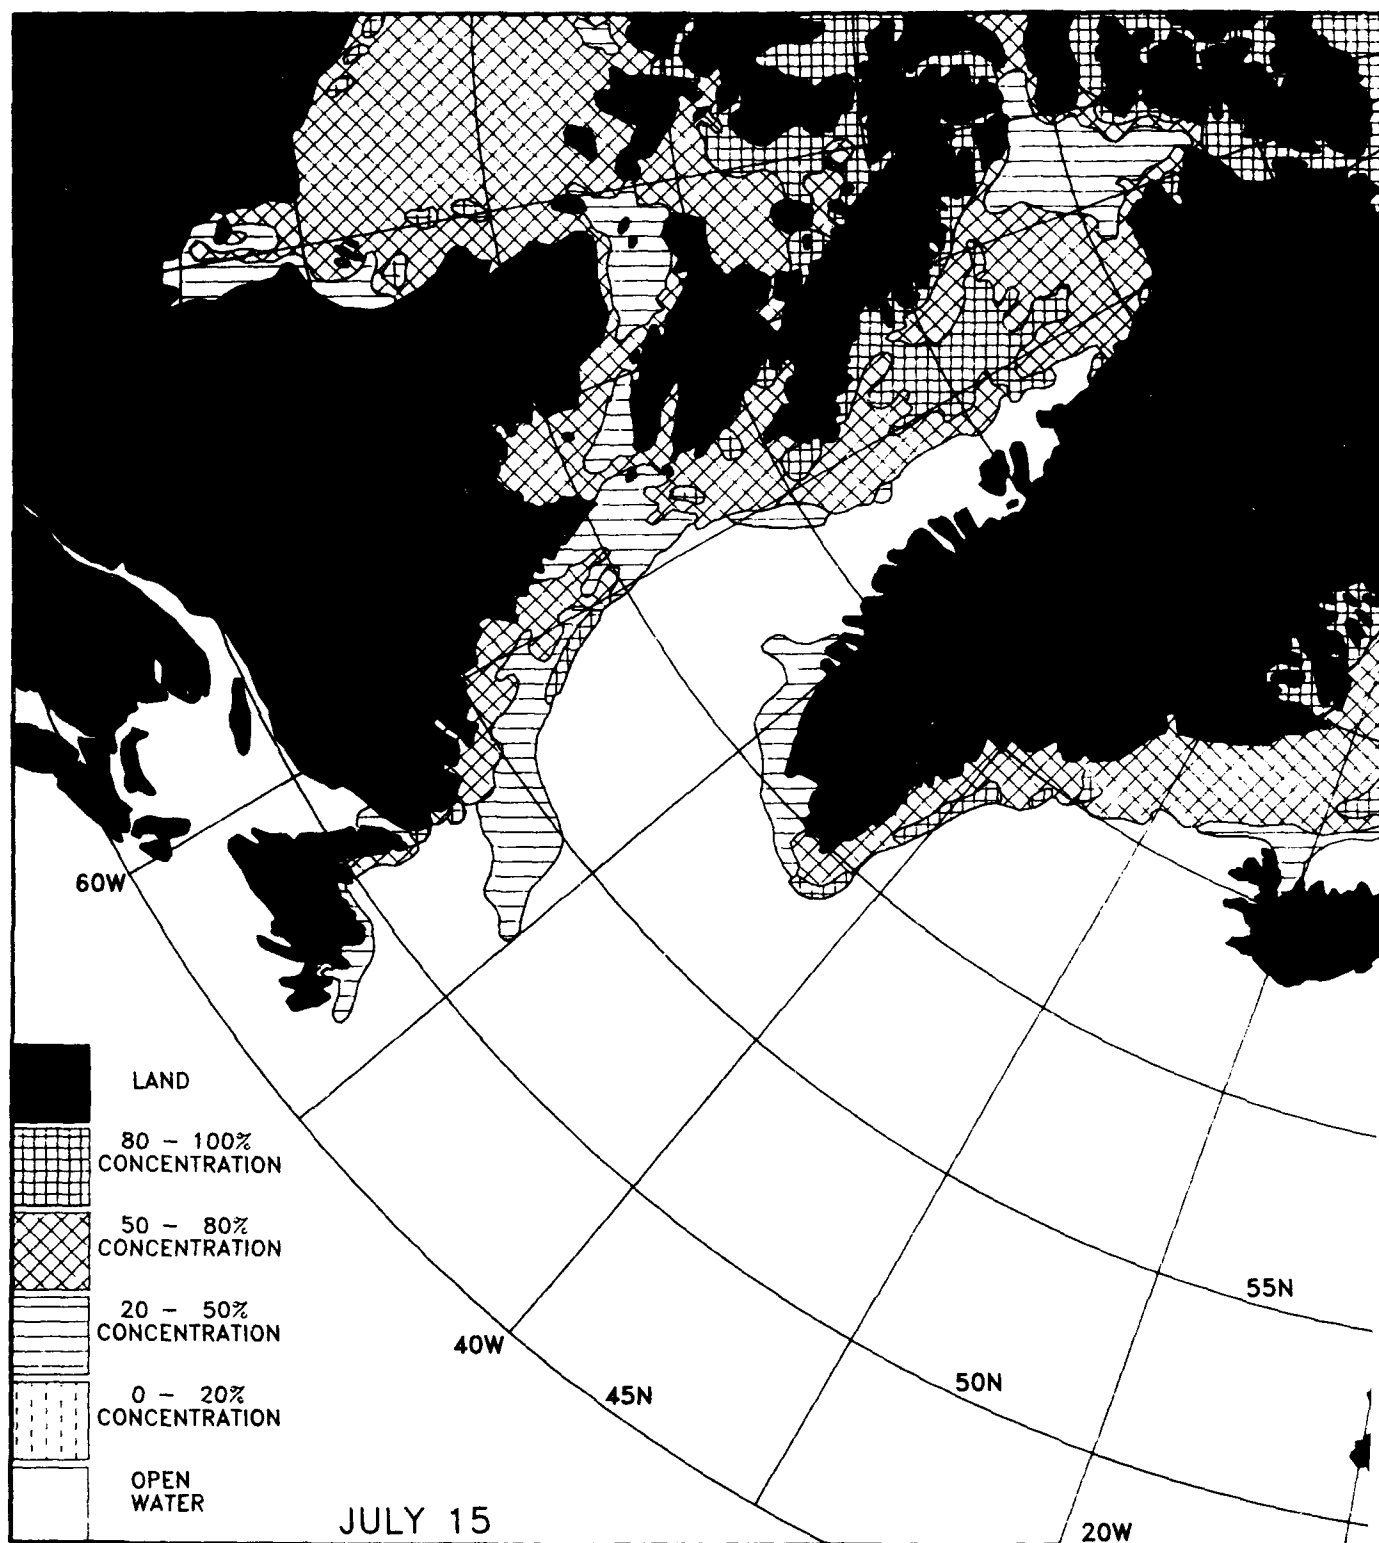 60W
LAND
80 - 100%
CONCENTRATION
50 - 80%
CONCENTRATION
20 - 50%
CONCENTRATION
0 - 20%
CONCENTRATION
OPEN
WATER
JULY 15
40W
45N
50N
55N
20W